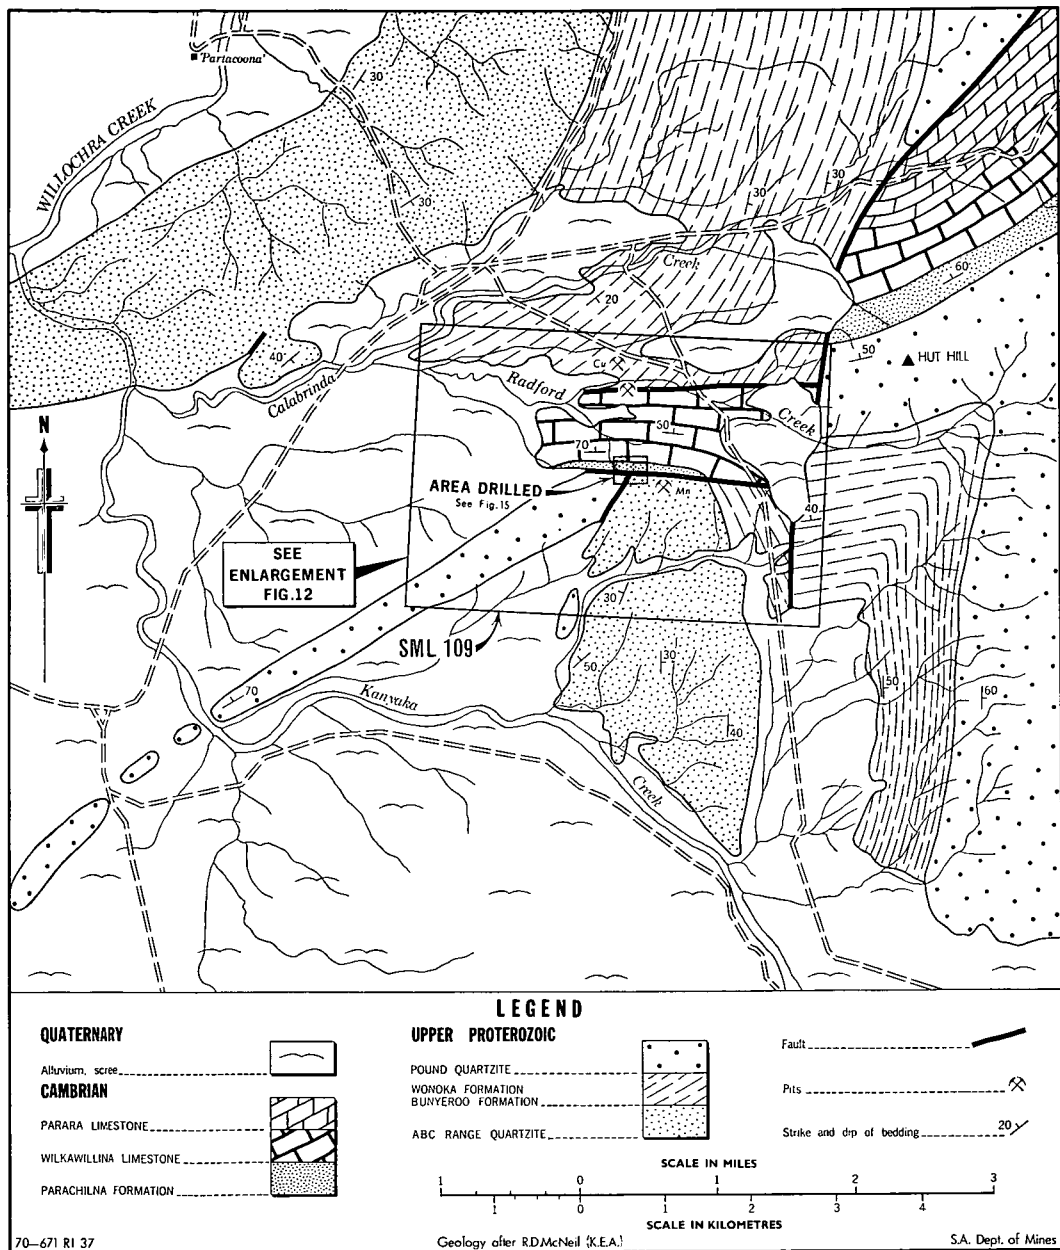 30
'Partacoona'
WILLOCHRA CREEK
30
30
30
Creek
60
20
50
HUT HILL
40
Cu
Calabrinda
Radford
Creek
N
60
70
AREA DRILLED
See Fig.15
Mn
40
SEE
ENLARGEMENT
FIG.12
30
SML 109
50
30
70
Kanyaka
50
60
40
Creek
LEGEND
QUATERNARY
Alluvium, scree
CAMBRIAN
PARARA LIMESTONE
WILKAWILLINA LIMESTONE
PARACHILNA FORMATION
UPPER PROTEROZOIC
POUND QUARTZITE
WONOKA FORMATION
BUNYEROO FORMATION
ABC RANGE QUARTZITE
Fault
Pits
Strike and dip of bedding 20
SCALE IN MILES
1 0 1 2 3
1 0 1 2 3 4
SCALE IN KILOMETRES
70–671 RI 37
Geology after R.D.McNeil (K.E.A.)
S.A. Dept. of Mines